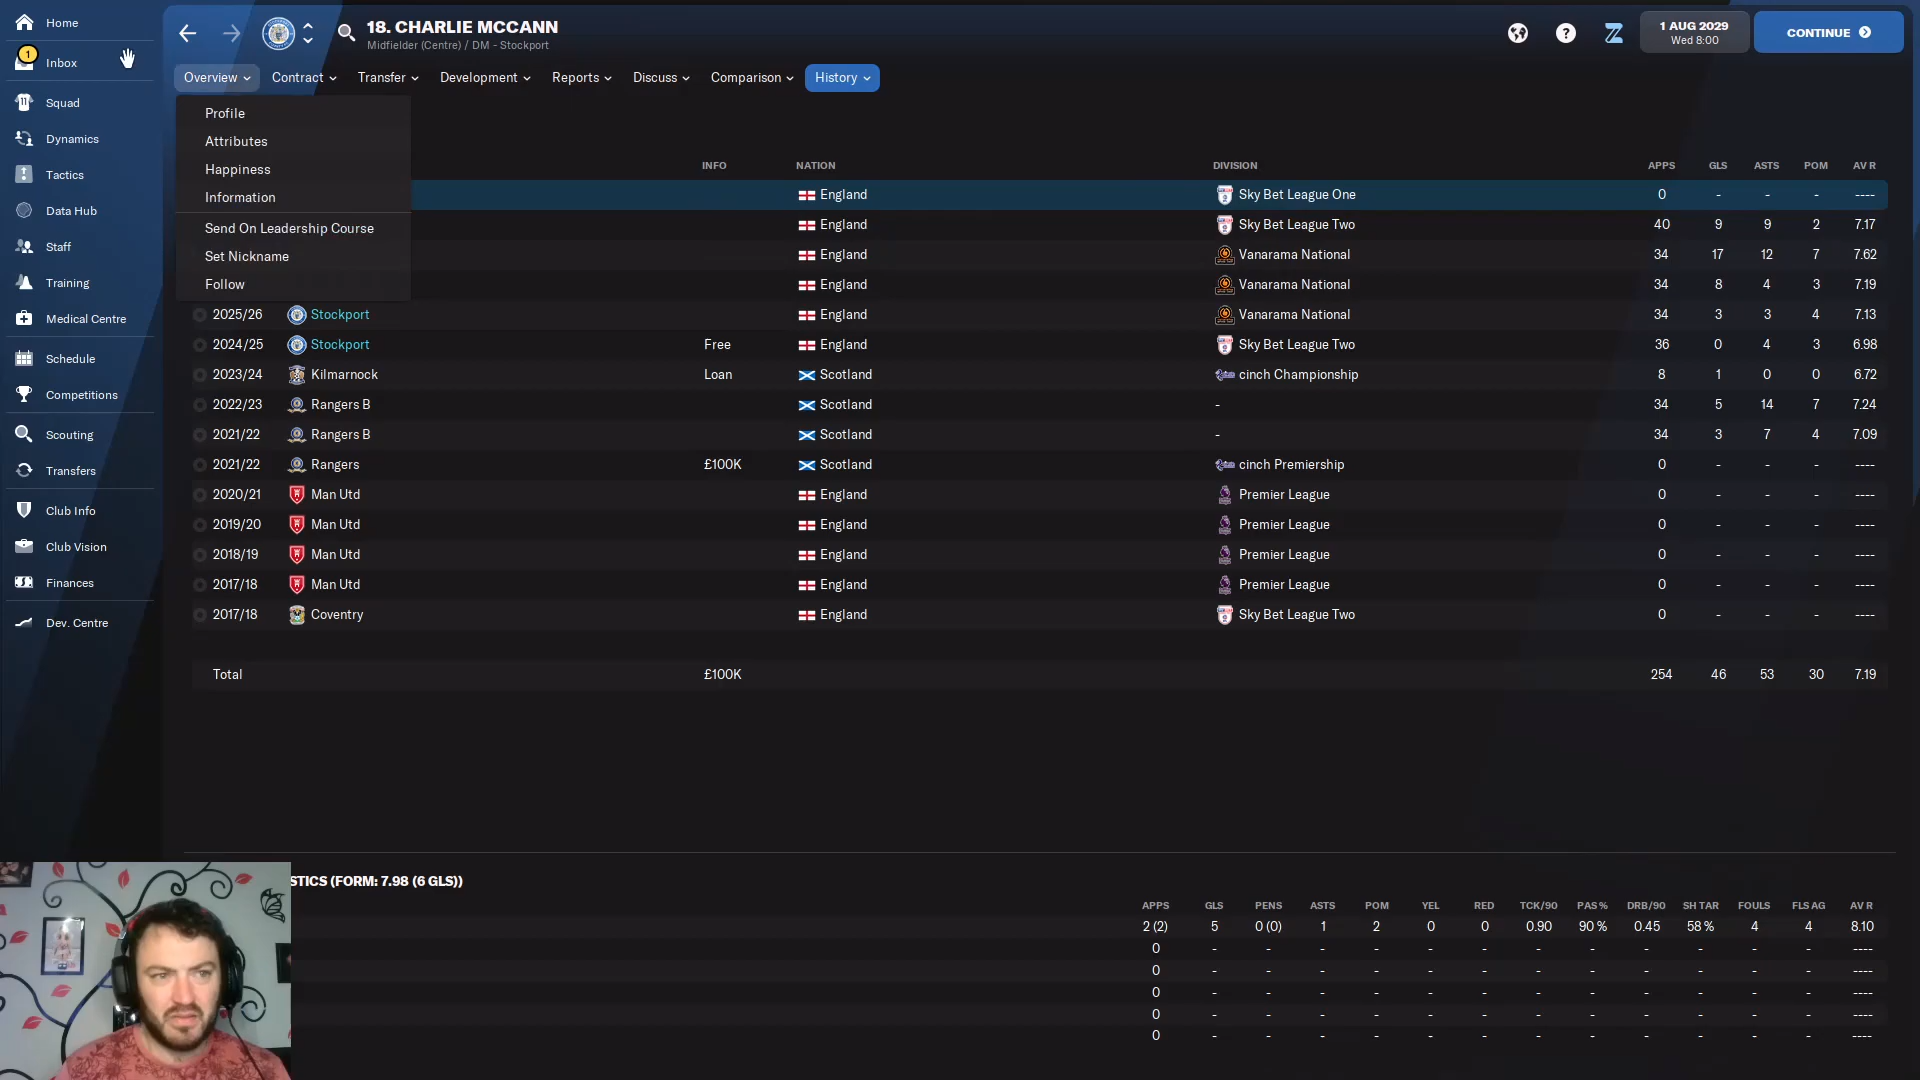 Home
1
Inbox
Squad
Dynamics
Tactics
Data Hub
Staff
Training
Medical Centre
Schedule
Competitions
Scouting
Transfers
Club Info
Club Vision
Finances
Dev. Centre
18. CHARLIE MCCANN
Midfielder (Centre) / DM - Stockport
?
1 AUG 2029
Wed 8:00
CONTINUE
Overview Contract Transfer Development Reports Discuss Comparison History
Profile
Attributes
Happiness
Information
Send On Leadership Course
Set Nickname
Follow
INFO NATION DIVISION APPS GLS ASTS POM AV R
England Sky Bet League One 0 - - - ----
England Sky Bet League Two 40 9 9 2 7.17
England Vanarama National 34 17 12 7 7.62
England Vanarama National 34 8 4 3 7.19
2025/26 Stockport England Vanarama National 34 3 3 4 7.13
2024/25 Stockport Free England Sky Bet League Two 36 0 4 3 6.98
2023/24 Kilmarnock Loan Scotland cinch Championship 8 1 0 0 6.72
2022/23 Rangers B Scotland - 34 5 14 7 7.24
2021/22 Rangers B Scotland - 34 3 7 4 7.09
2021/22 Rangers £100K Scotland cinch Premiership 0 - - - ----
2020/21 Man Utd England Premier League 0 - - - ----
2019/20 Man Utd England Premier League 0 - - - ----
2018/19 Man Utd England Premier League 0 - - - ----
2017/18 Man Utd England Premier League 0 - - - ----
2017/18 Coventry England Sky Bet League Two 0 - - - ----
Total £100K 254 46 53 30 7.19
STICS (FORM: 7.98 (6 GLS))
APPS GLS PENS ASTS POM YEL RED TCK/90 PAS % DRB/90 SH TAR FOULS FLS AG AV R
2 (2) 5 0 (0) 1 2 0 0 0.90 90 % 0.45 58 % 4 4 8.10
0 - - - - - - - - - - - - ----
0 - - - - - - - - - - - - ----
0 - - - - - - - - - - - - ----
0 - - - - - - - - - - - - ----
0 - - - - - - - - - - - - ----